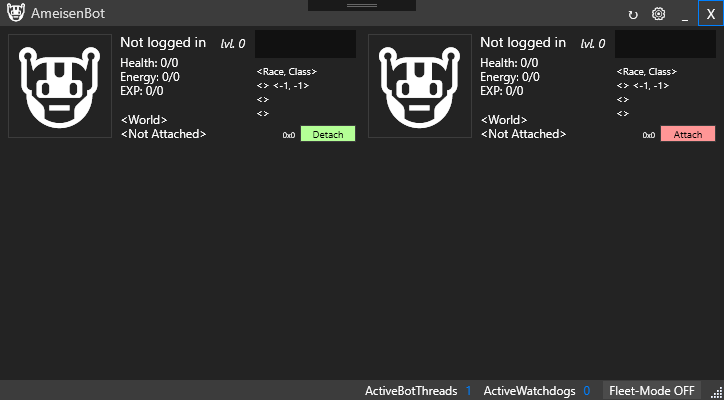 AmeisenBot
X
Not logged in lvl. 0
Health: 0/0
Energy: 0/0
EXP: 0/0
<World>
<Not Attached>
<Race, Class>
<> <-1, -1>
<>
<>
0x0 Detach
Not logged in lvl. 0
Health: 0/0
Energy: 0/0
EXP: 0/0
<World>
<Not Attached>
<Race, Class>
<> <-1, -1>
<>
<>
0x0 Attach
ActiveBotThreads 1 ActiveWatchdogs 0 Fleet-Mode OFF